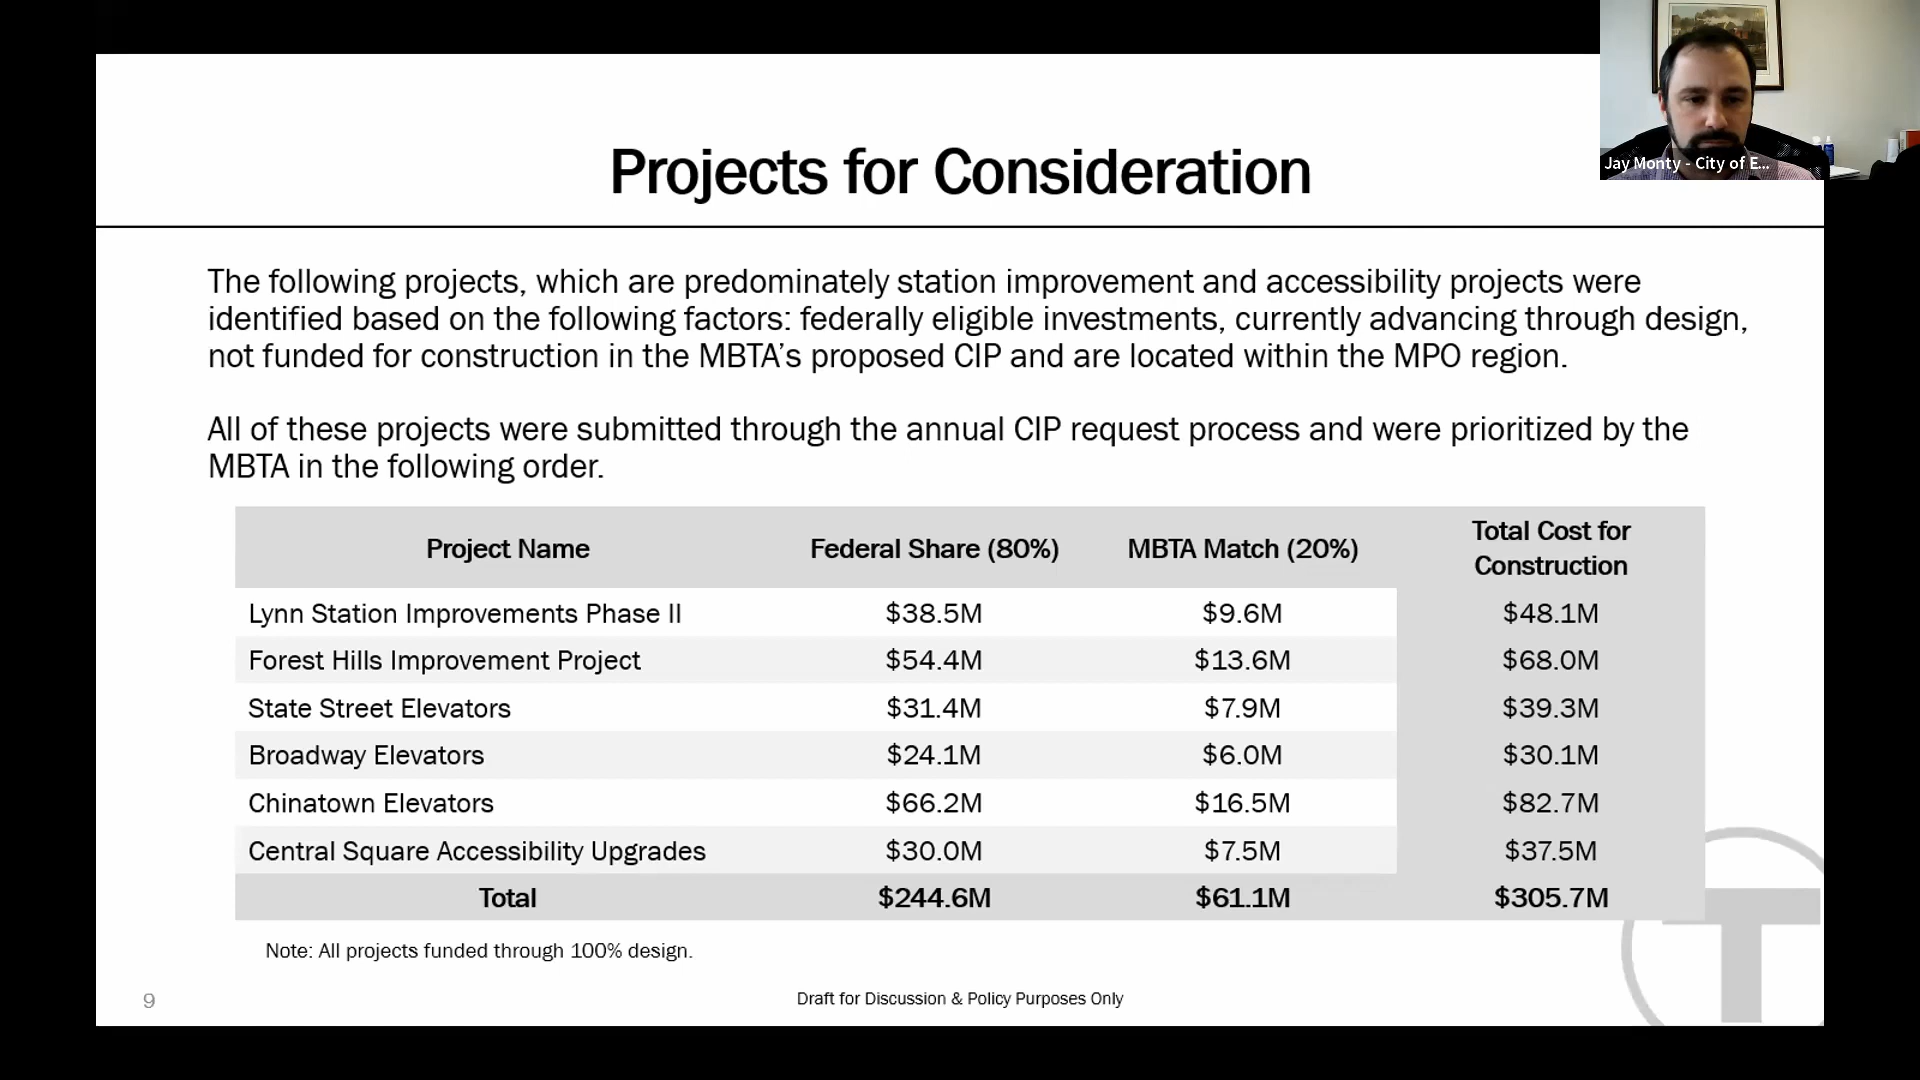 Jay Monty - City of E...
Projects for Consideration
The following projects, which are predominately station improvement and accessibility projects were
identified based on the following factors: federally eligible investments, currently advancing through design,
not funded for construction in the MBTA’s proposed CIP and are located within the MPO region.
All of these projects were submitted through the annual CIP request process and were prioritized by the
MBTA in the following order.
Project Name Federal Share (80%) MBTA Match (20%) Total Cost for
Construction
Lynn Station Improvements Phase II $38.5M $9.6M $48.1M
Forest Hills Improvement Project $54.4M $13.6M $68.0M
State Street Elevators $31.4M $7.9M $39.3M
Broadway Elevators $24.1M $6.0M $30.1M
Chinatown Elevators $66.2M $16.5M $82.7M
Central Square Accessibility Upgrades $30.0M $7.5M $37.5M
Total $244.6M $61.1M $305.7M
Note: All projects funded through 100% design.
9
Draft for Discussion & Policy Purposes Only
T